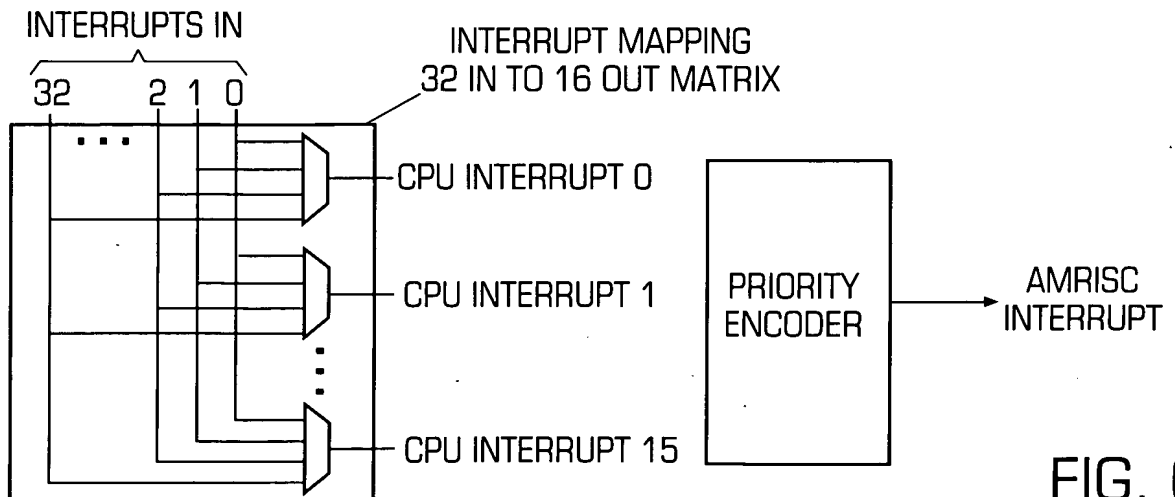 INTERRUPTS IN
32 2 1 0
INTERRUPT MAPPING
32 IN TO 16 OUT MATRIX
CPU INTERRUPT 0
CPU INTERRUPT 1
CPU INTERRUPT 15
PRIORITY
ENCODER
AMRISC
INTERRUPT
FIG.